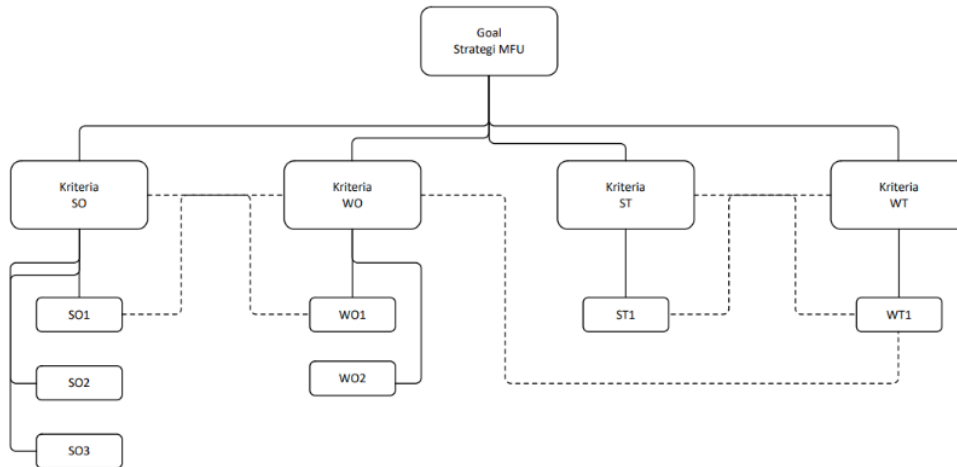 Goal
Strategi MFU
Kriteria
SO
Kriteria
WO
Kriteria
ST
Kriteria
WT
SO1
WO1
ST1
WT1
SO2
WO2
SO3